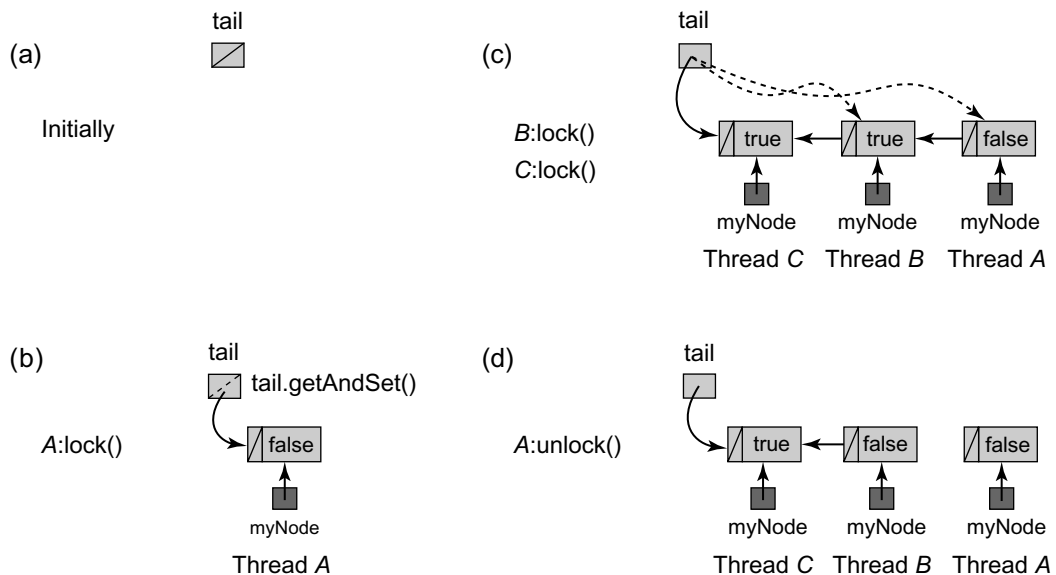 (a)
tail
Initially
(b)
tail
tail.getAndSet()
A:lock()
false
myNode
Thread A
(c)
tail
B:lock()
C:lock()
true true false
myNode myNode myNode
Thread C Thread B Thread A
(d)
tail
A:unlock()
true false false
myNode myNode myNode
Thread C Thread B Thread A